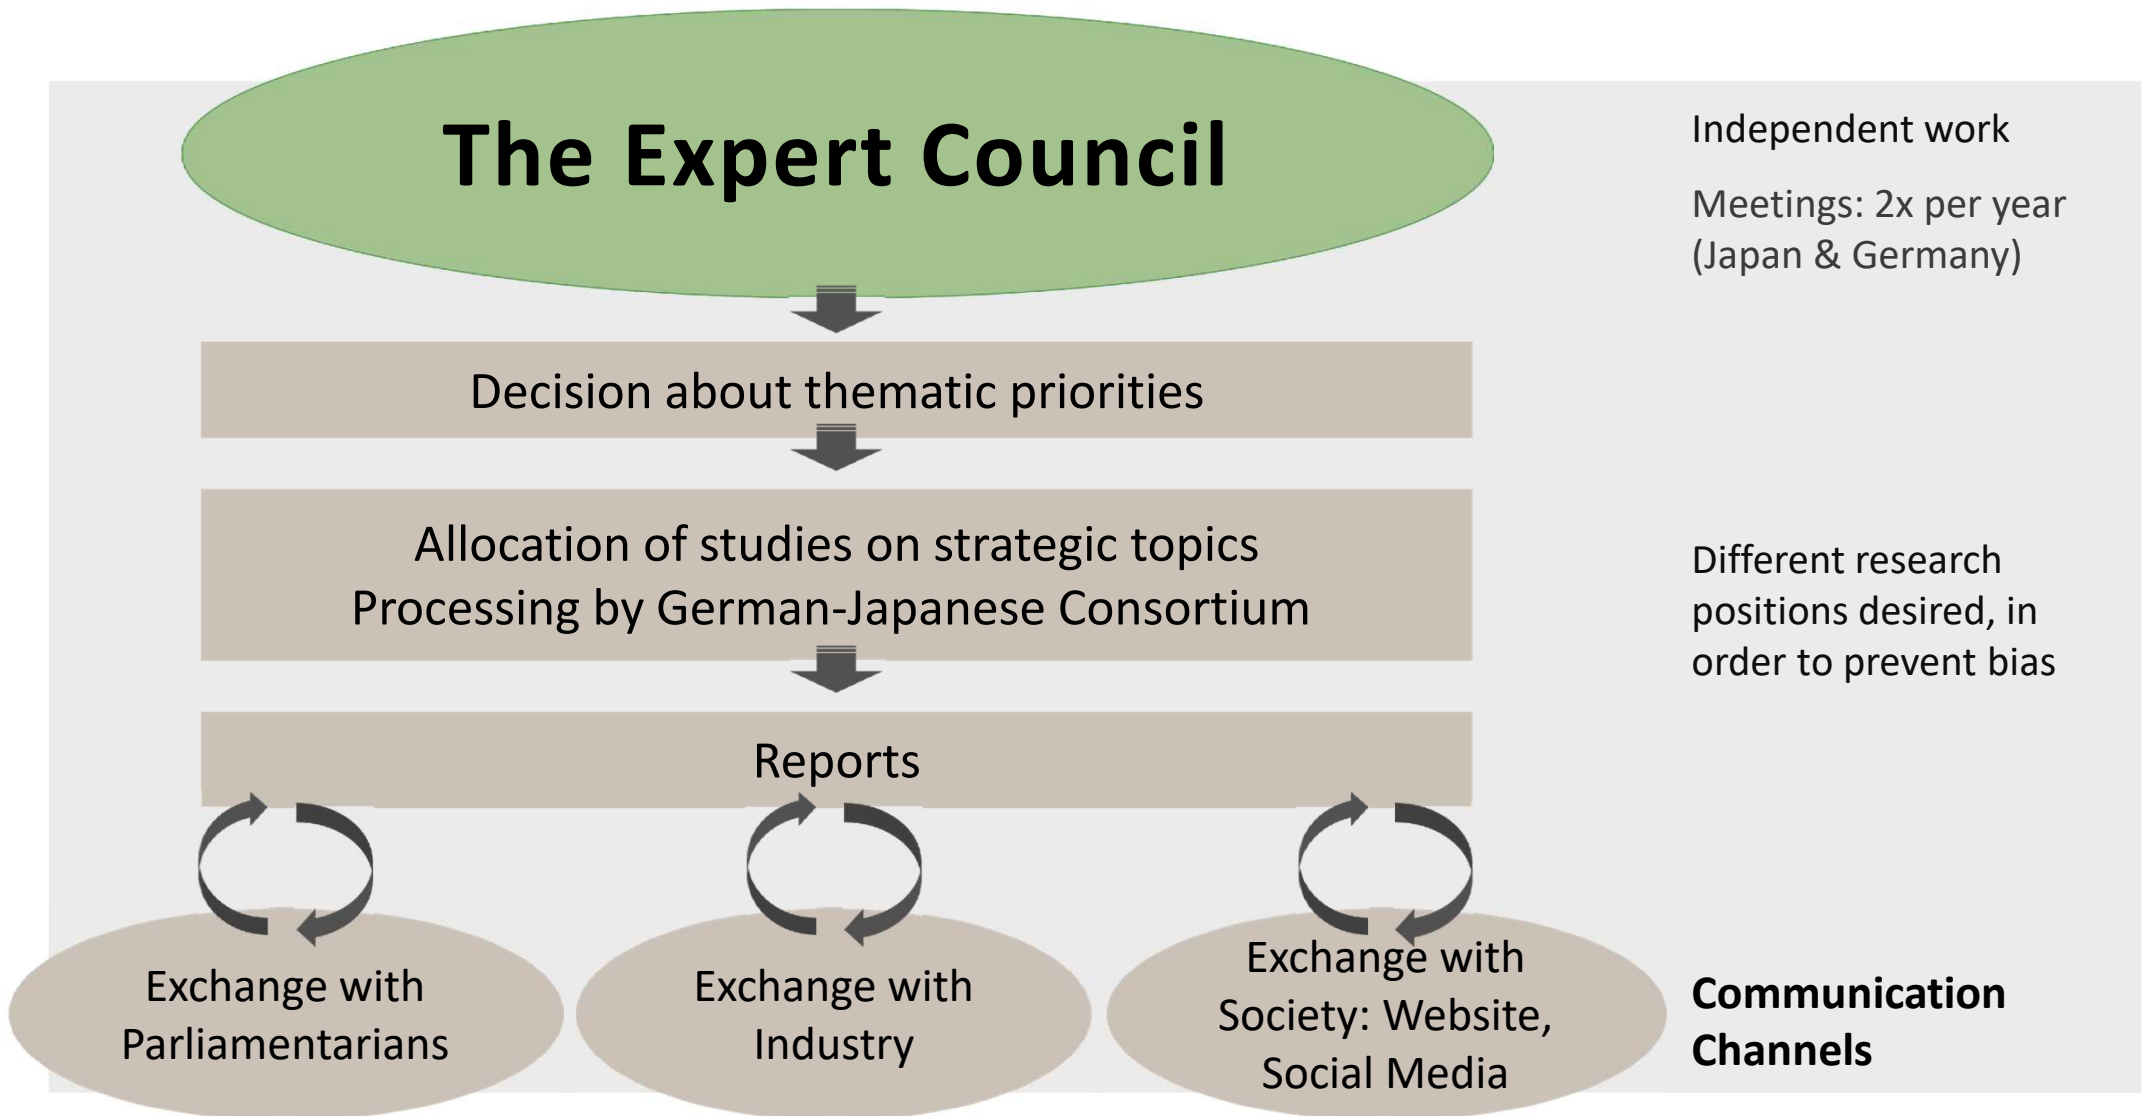 The Expert Council
Independent work
Meetings: 2x per year
(Japan & Germany)
Decision about thematic priorities
Allocation of studies on strategic topics
Processing by German-Japanese Consortium
Different research
positions desired, in
order to prevent bias
Reports
Exchange with
Parliamentarians
Exchange with
Industry
Exchange with
Society: Website,
Social Media
Communication
Channels